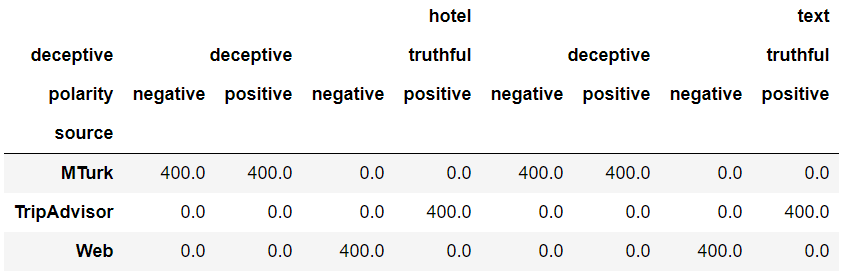 hotel text
deceptive deceptive truthful deceptive truthful
polarity negative positive negative positive negative positive negative positive
source
MTurk 400.0 400.0 0.0 0.0 400.0 400.0 0.0 0.0
TripAdvisor 0.0 0.0 0.0 400.0 0.0 0.0 0.0 400.0
Web 0.0 0.0 400.0 0.0 0.0 0.0 400.0 0.0